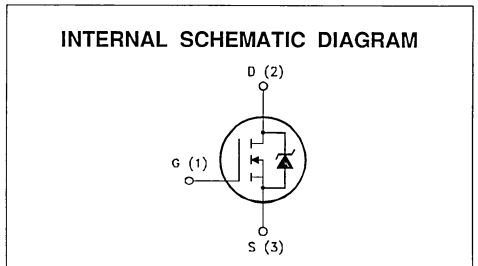 INTERNAL SCHEMATIC DIAGRAM
D (2)
G (1)
S (3)